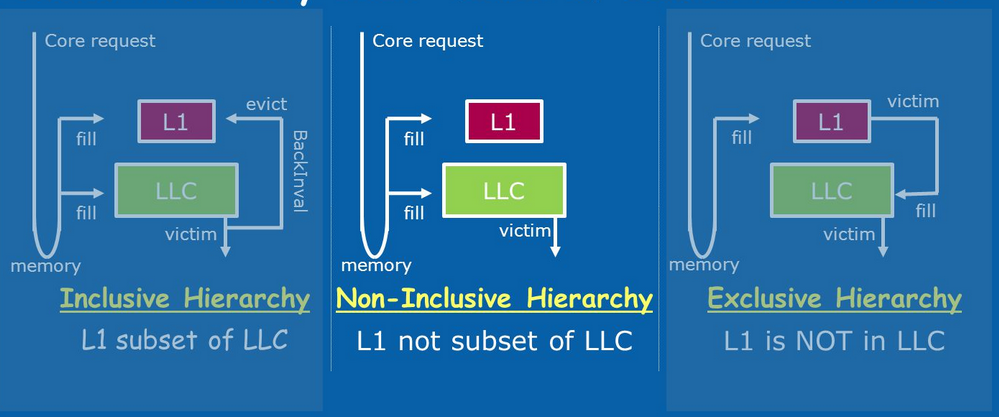 Core request
evict
L1
fill
BackInval
LLC
fill
victim
memory
Inclusive Hierarchy
L1 subset of LLC
Core request
L1
fill
LLC
fill
victim
memory
Non-Inclusive Hierarchy
L1 not subset of LLC
Core request
victim
L1
fill
LLC
fill
victim
memory
Exclusive Hierarchy
L1 is NOT in LLC